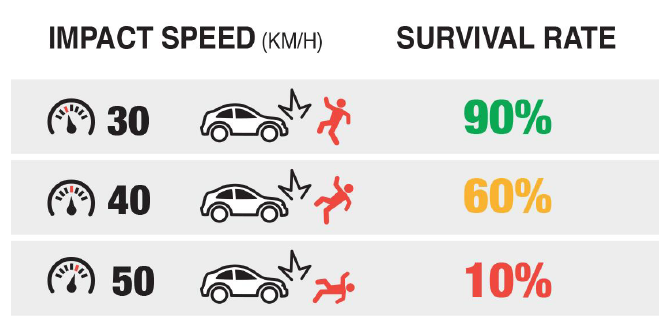 IMPACT SPEED (KM/H) SURVIVAL RATE
30 90%
40 60%
50 10%